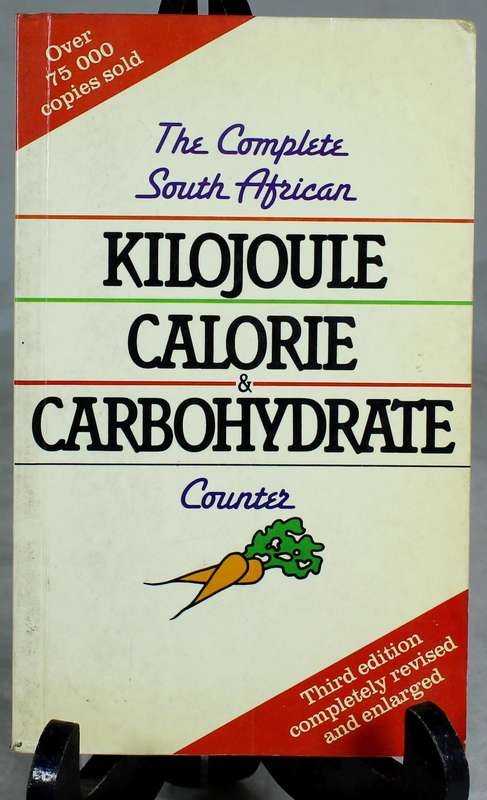 Over
75 000
copies sold
The Complete
South African
KILOJOULE
CALORIE
&
CARBOHYDRATE
Counter
Third edition
completely revised
and enlarged